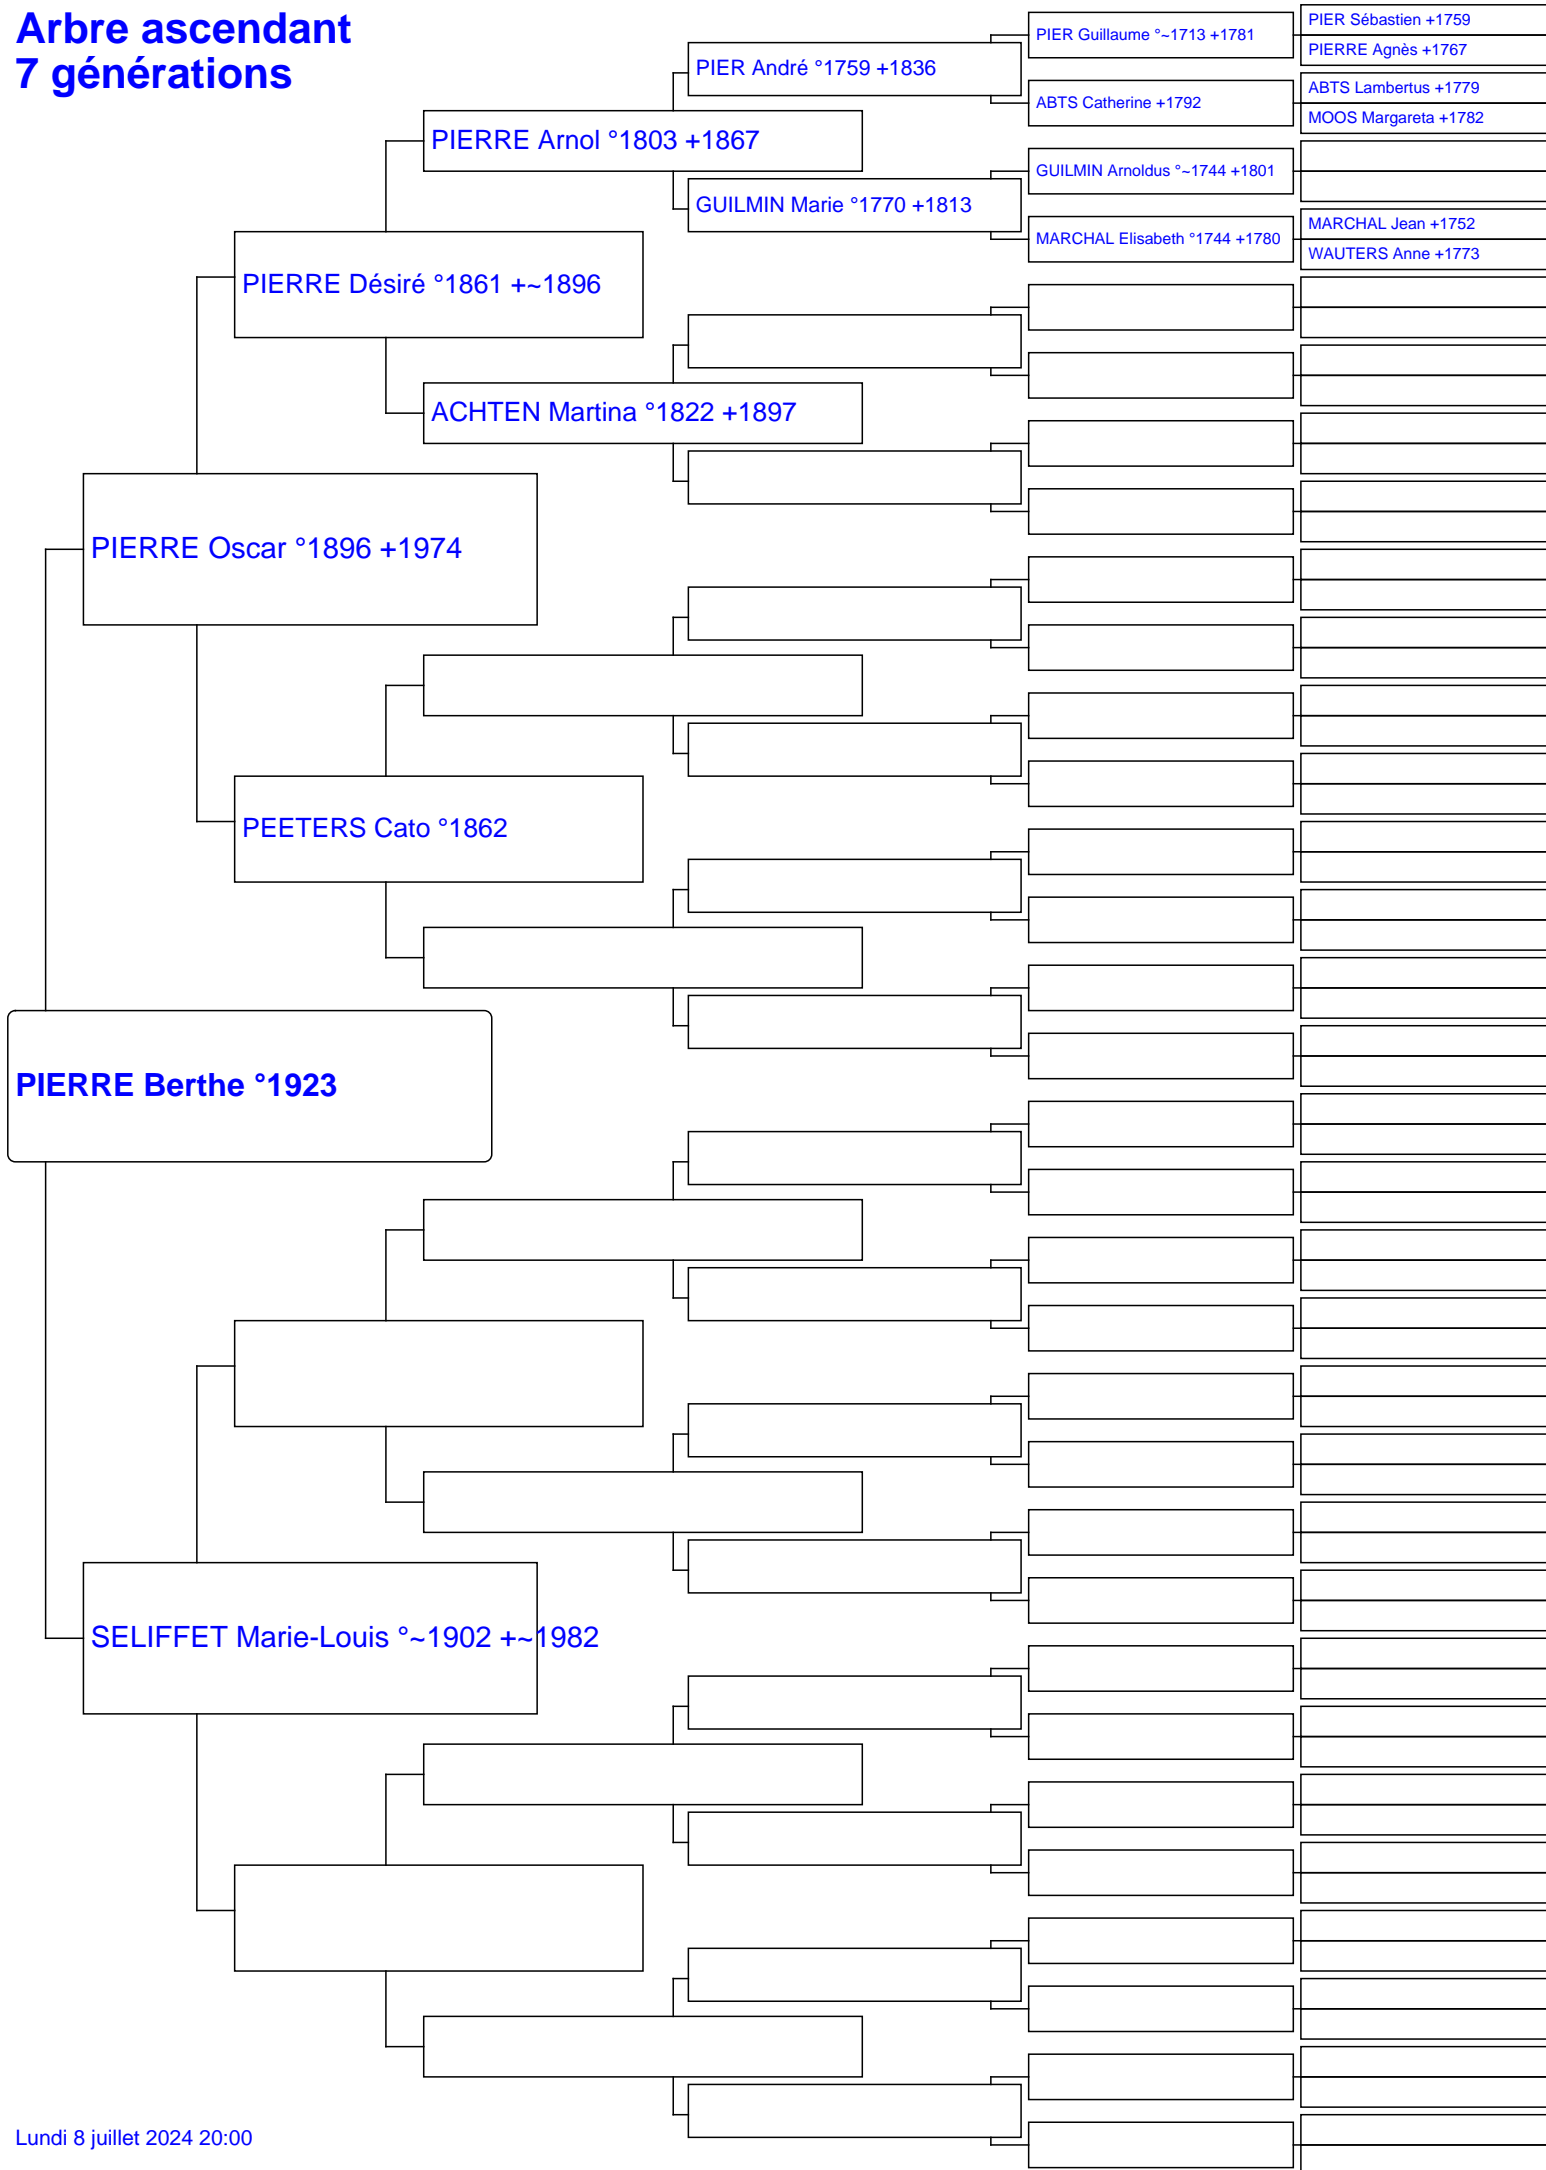 Arbre ascendant
7 générations
PIER Guillaume °~1713 +1781
PIER Sébastien +1759
PIERRE Agnès +1767
PIER André °1759 +1836
ABTS Catherine +1792
ABTS Lambertus +1779
MOOS Margareta +1782
PIERRE Arnol °1803 +1867
GUILMIN Arnoldus °~1744 +1801
GUILMIN Marie °1770 +1813
MARCHAL Elisabeth °1744 +1780
MARCHAL Jean +1752
WAUTERS Anne +1773
PIERRE Désiré °1861 +~1896
ACHTEN Martina °1822 +1897
PIERRE Oscar °1896 +1974
PEETERS Cato °1862
PIERRE Berthe °1923
SELIFFET Marie-Louis °~1902 +~1982
Lundi 8 juillet 2024 20:00